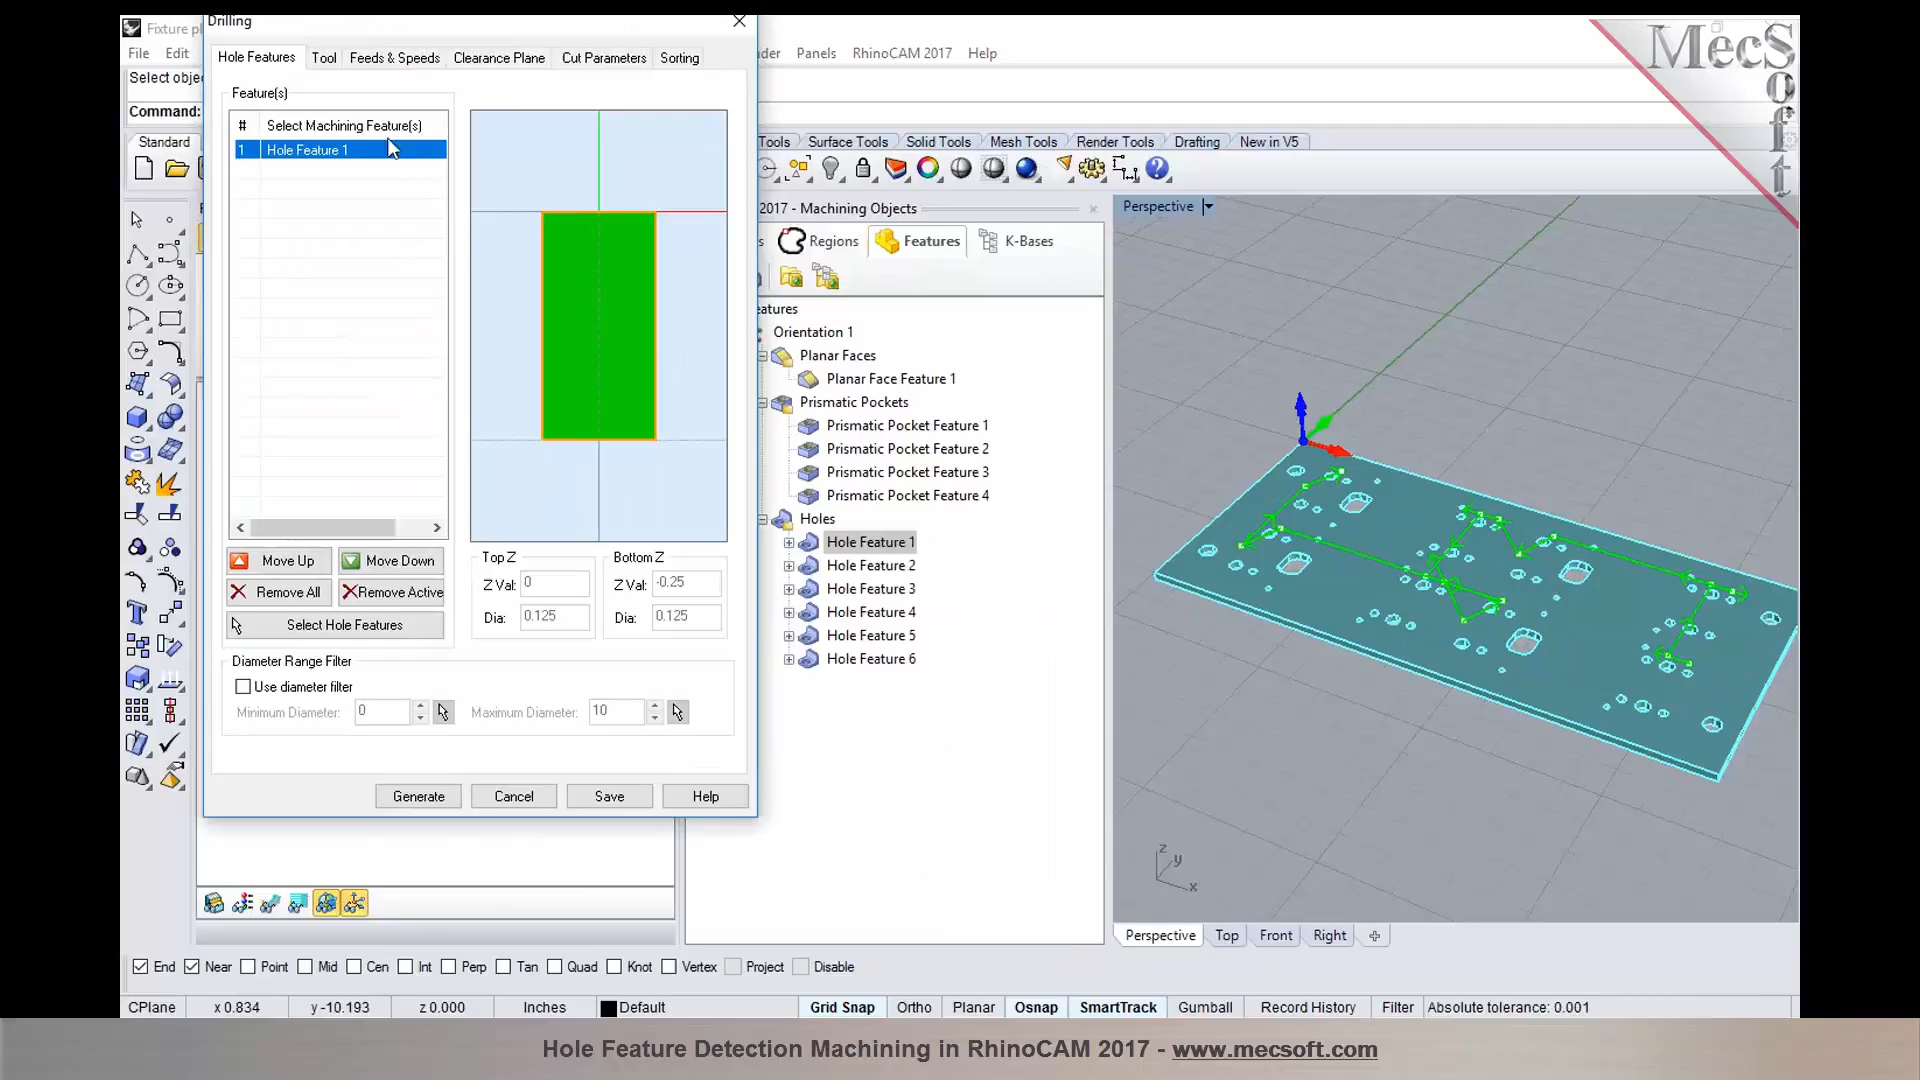 Fixture pl
Drilling
File Edit
der Panels RhinoCAM 2017 Help
MecSoft
Hole Features Tool Feeds & Speeds Clearance Plane Cut Parameters Sorting
Select obje
Command:
Feature(s)
# Select Machining Feature(s)
1 Hole Feature 1
Standard
Tools Surface Tools Solid Tools Mesh Tools Render Tools Drafting New in V5
2017 - Machining Objects
Perspective
s Regions Features K-Bases
eatures
Orientation 1
Planar Faces
Planar Face Feature 1
Prismatic Pockets
Prismatic Pocket Feature 1
Prismatic Pocket Feature 2
Prismatic Pocket Feature 3
Prismatic Pocket Feature 4
Holes
Hole Feature 1
Hole Feature 2
Hole Feature 3
Hole Feature 4
Hole Feature 5
Hole Feature 6
Move Up Move Down
Remove All Remove Active
Select Hole Features
Top Z Bottom Z
Z Val: 0 Z Val: -0.25
Dia: 0.125 Dia: 0.125
Diameter Range Filter
Use diameter filter
Minimum Diameter: 0 Maximum Diameter: 10
Generate Cancel Save Help
z
y
x
Perspective Top Front Right
End Near Point Mid Cen Int Perp Tan Quad Knot Vertex Project Disable
CPlane x 0.834 y -10.193 z 0.000 Inches Default Grid Snap Ortho Planar Osnap SmartTrack Gumball Record History Filter Absolute tolerance: 0.001
Hole Feature Detection Machining in RhinoCAM 2017 - www.mecsoft.com